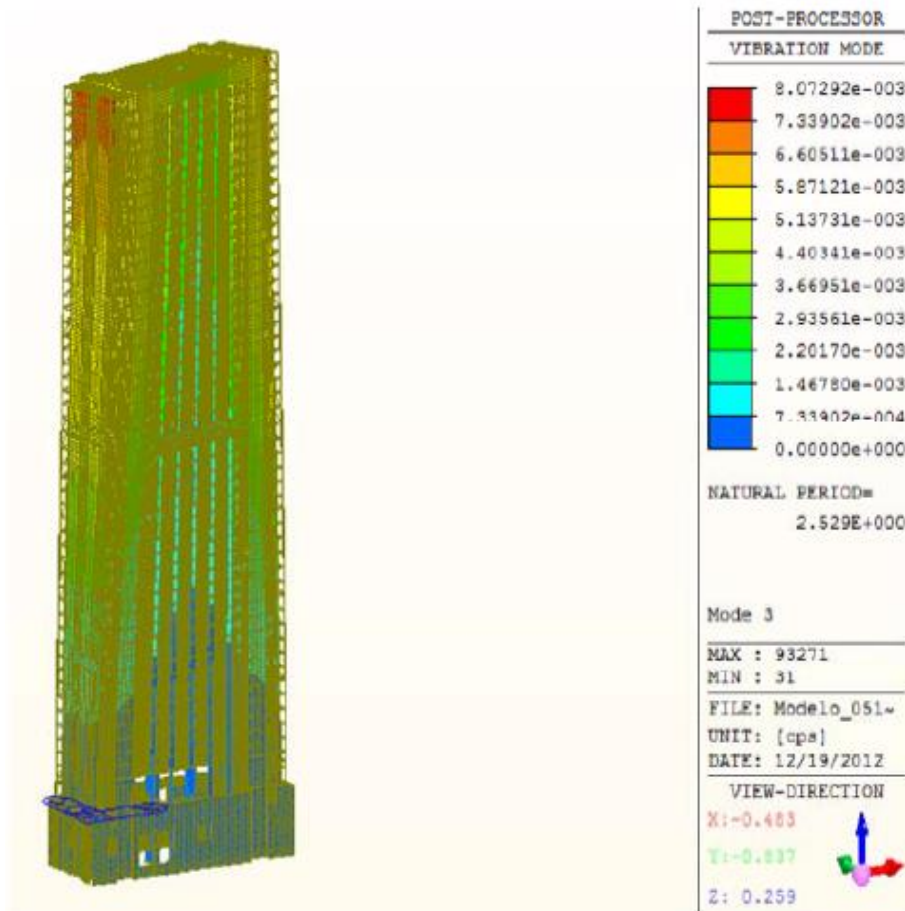 POST-PROCESSOR
VIBRATION MODE
8.07292e-003
7.33902e-003
6.60511e-003
5.87121e-003
5.13731e-003
4.40341e-003
3.66951e-003
2.93561e-003
2.20170e-003
1.46780e-003
7.33902e-004
0.00000e+000
NATURAL PERIOD=
2.529E+000
Mode 3
MAX : 93271
MIN : 31
FILE: Modelo_051~
UNIT: [cps]
DATE: 12/19/2012
VIEW-DIRECTION
X:-0.483
Y:-0.837
Z: 0.259